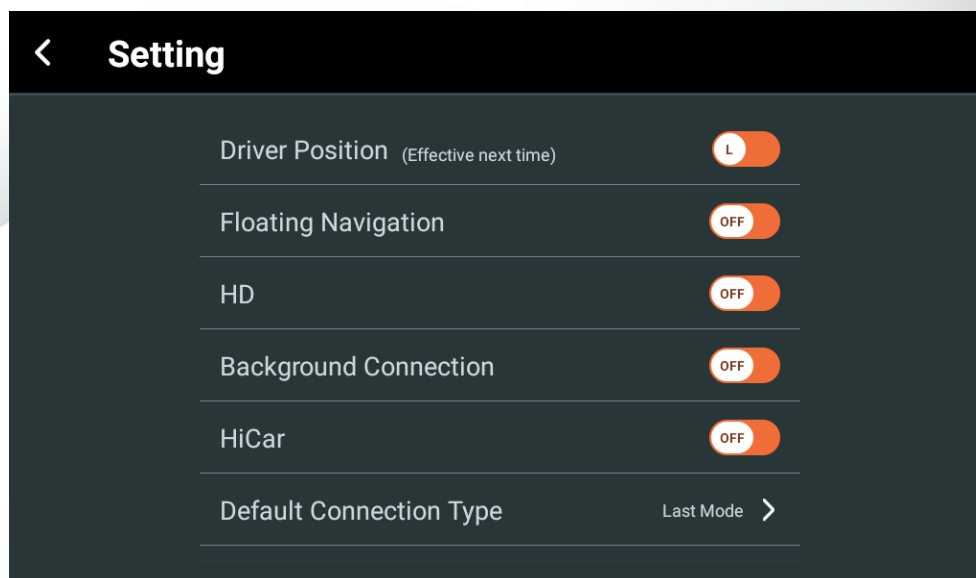 Setting
Driver Position (Effective next time) L
Floating Navigation OFF
HD OFF
Background Connection OFF
HiCar OFF
Default Connection Type Last Mode